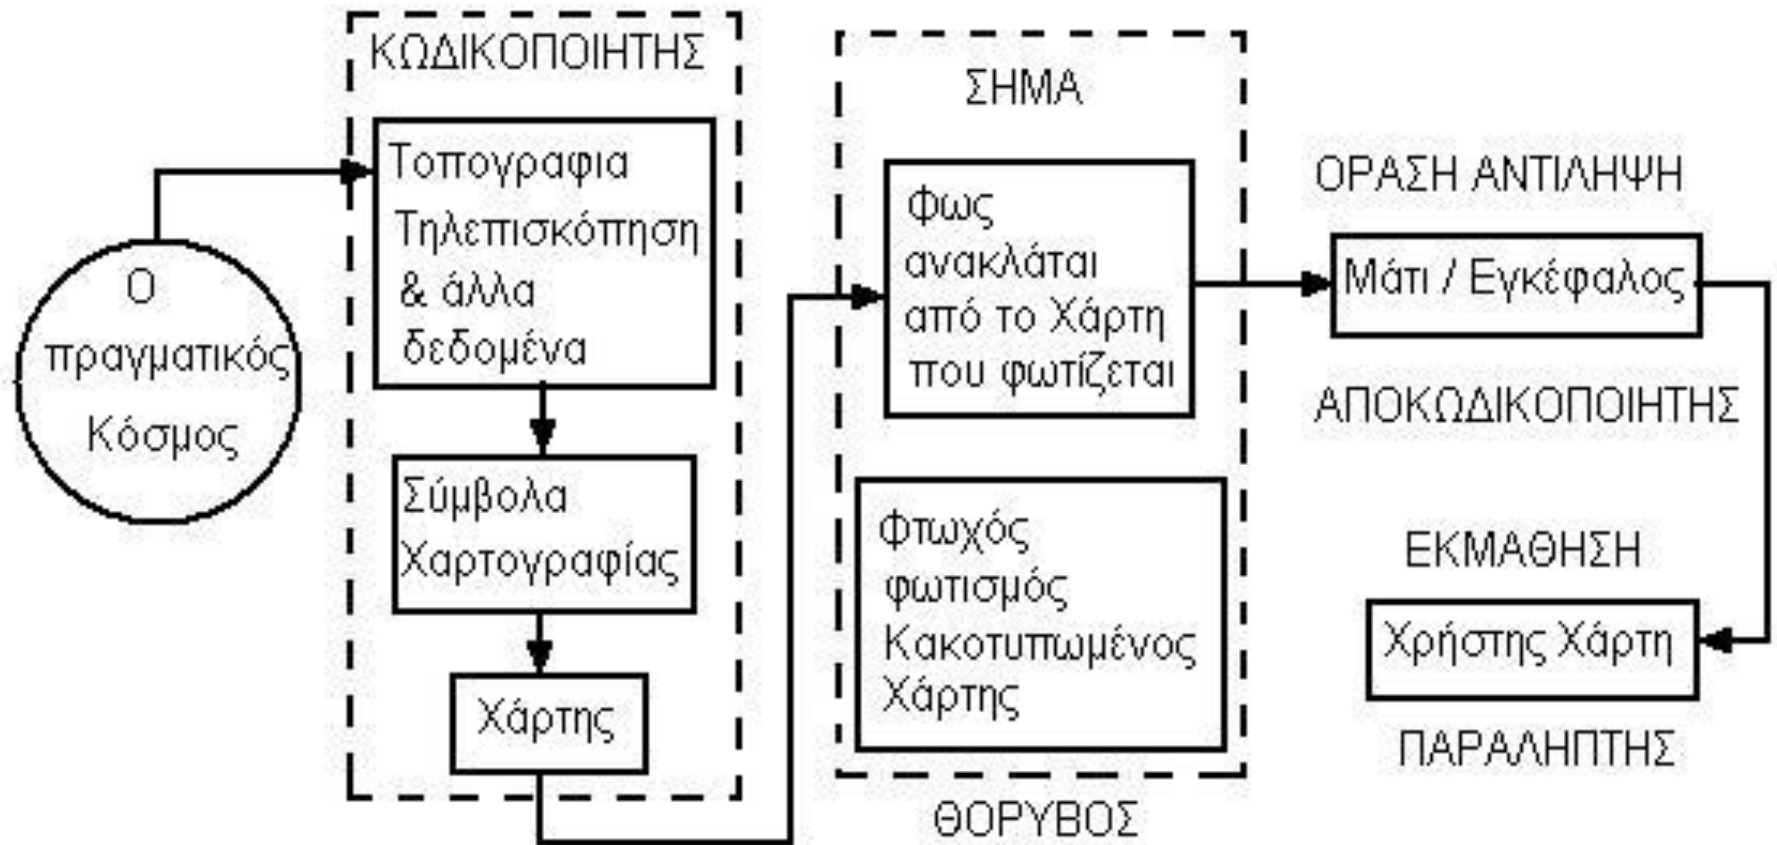 Ο
πραγματικός
Κόσμος
ΚΩΔΙΚΟΠΟΙΗΤΗΣ
Τοπογραφια
Τηλεπισκόπηση
& άλλα
δεδομένα
Σύμβολα
Χαρτογραφίας
Χάρτης
ΣΗΜΑ
Φως
ανακλάται
από το Χάρτη
που φωτίζεται
Φτωχός
φωτισμός
Κακοτυπωμένος
Χάρτης
ΘΟΡΥΒΟΣ
ΟΡΑΣΗ ΑΝΤΙΛΗΨΗ
Μάτι / Εγκέφαλος
ΑΠΟΚΩΔΙΚΟΠΟΙΗΤΗΣ
ΕΚΜΑΘΗΣΗ
Χρήστης Χάρτη
ΠΑΡΑΛΗΠΤΗΣ